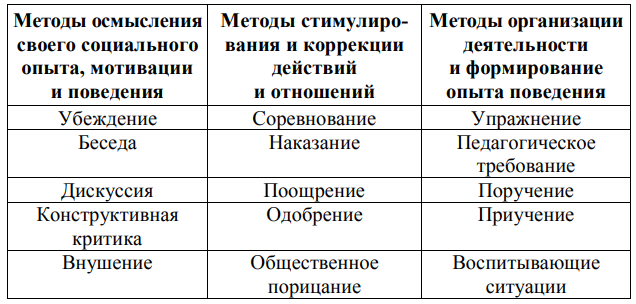 Методы осмысления
своего социального
опыта, мотивации
и поведения
Методы стимулиро-
вания и коррекции
действий
и отношений
Методы организации
деятельности
и формирование
опыта поведения
Убеждение
Соревнование
Упражнение
Беседа
Наказание
Педагогическое
требование
Дискуссия
Поощрение
Поручение
Конструктивная
критика
Одобрение
Приучение
Внушение
Общественное
порицание
Воспитывающие
ситуации